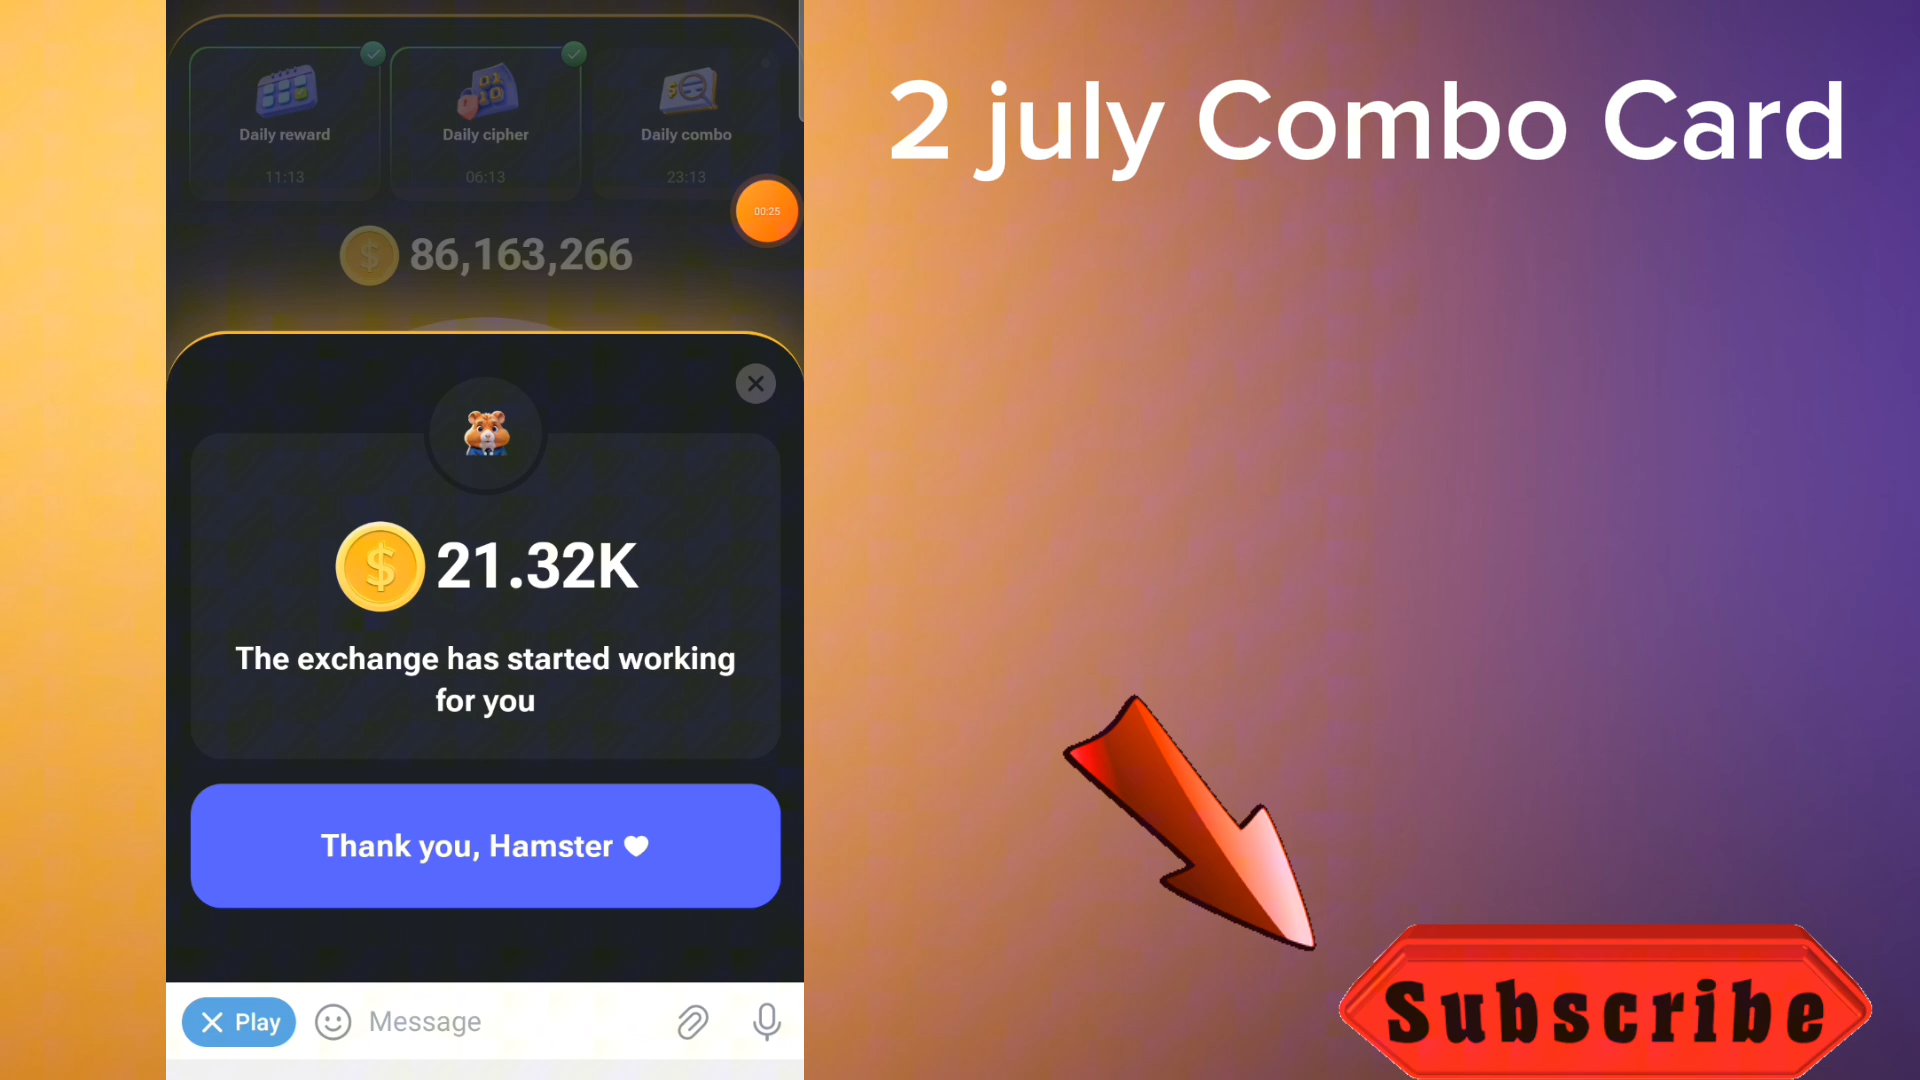 Daily reward
Daily cipher
Daily combo
11:13
06:13
23:13
00:25
$ 86,163,266
$ 21.32K
The exchange has started working
for you
Thank you, Hamster
Play
Message
2 july Combo Card
Subscribe